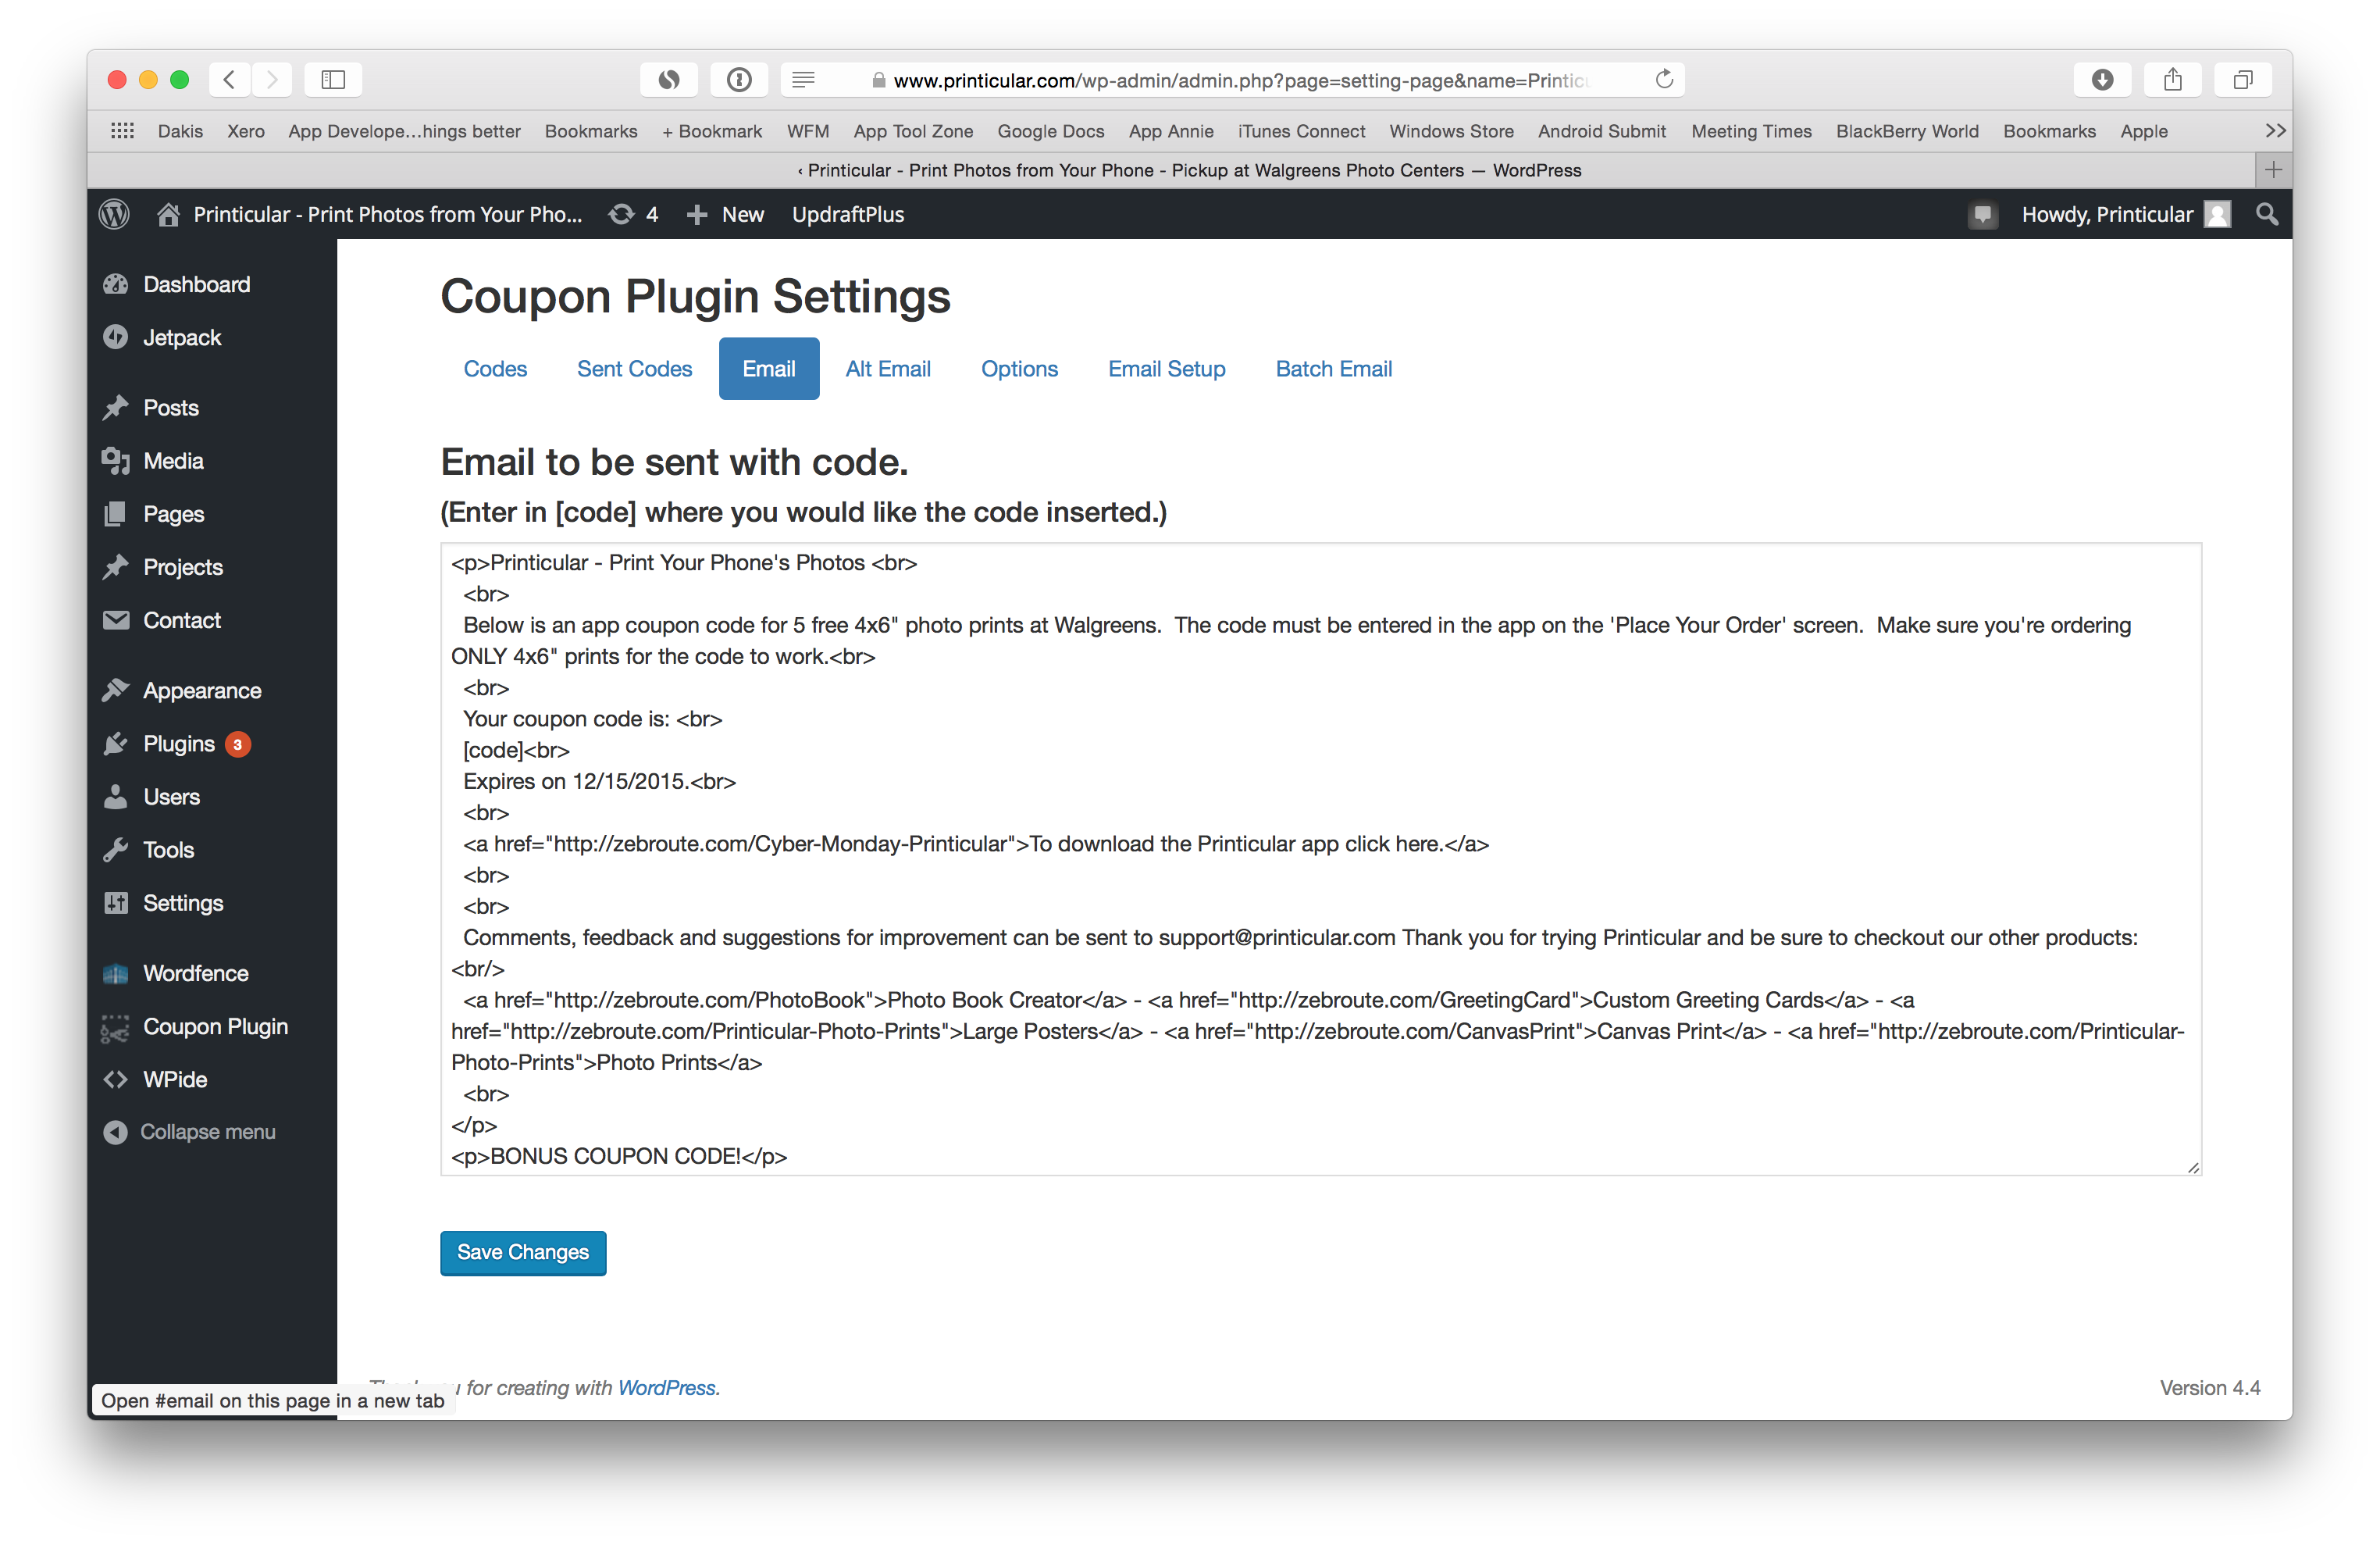 www.printicular.com/wp-admin/admin.php?page=setting-page&name=Printicu
Dakis Xero App Develope...hings better Bookmarks + Bookmark WFM App Tool Zone Google Docs App Annie iTunes Connect Windows Store Android Submit Meeting Times BlackBerry World Bookmarks Apple >>
‹ Printicular - Print Photos from Your Phone - Pickup at Walgreens Photo Centers — WordPress
Printicular - Print Photos from Your Pho... 4 + New UpdraftPlus Howdy, Printicular
Dashboard
Jetpack
Posts
Media
Pages
Projects
Contact
Appearance
Plugins 3
Users
Tools
Settings
Wordfence
Coupon Plugin
WPide
Collapse menu
Coupon Plugin Settings
Codes Sent Codes Email Alt Email Options Email Setup Batch Email
Email to be sent with code.
(Enter in [code] where you would like the code inserted.)
<p>Printicular - Print Your Phone's Photos <br>
<br>
Below is an app coupon code for 5 free 4x6" photo prints at Walgreens.  The code must be entered in the app on the 'Place Your Order' screen.  Make sure you're ordering
ONLY 4x6" prints for the code to work.<br>
<br>
Your coupon code is: <br>
[code]<br>
Expires on 12/15/2015.<br>
<br>
<a href="http://zebroute.com/Cyber-Monday-Printicular">To download the Printicular app click here.</a>
<br>
<br>
Comments, feedback and suggestions for improvement can be sent to support@printicular.com Thank you for trying Printicular and be sure to checkout our other products:
<br/>
<a href="http://zebroute.com/PhotoBook">Photo Book Creator</a> - <a href="http://zebroute.com/GreetingCard">Custom Greeting Cards</a> - <a
href="http://zebroute.com/Printicular-Photo-Prints">Large Posters</a> - <a href="http://zebroute.com/CanvasPrint">Canvas Print</a> - <a href="http://zebroute.com/Printicular-
Photo-Prints">Photo Prints</a>
<br>
</p>
<p>BONUS COUPON CODE!</p>
Save Changes
for creating with WordPress.
Version 4.4
Open #email on this page in a new tab